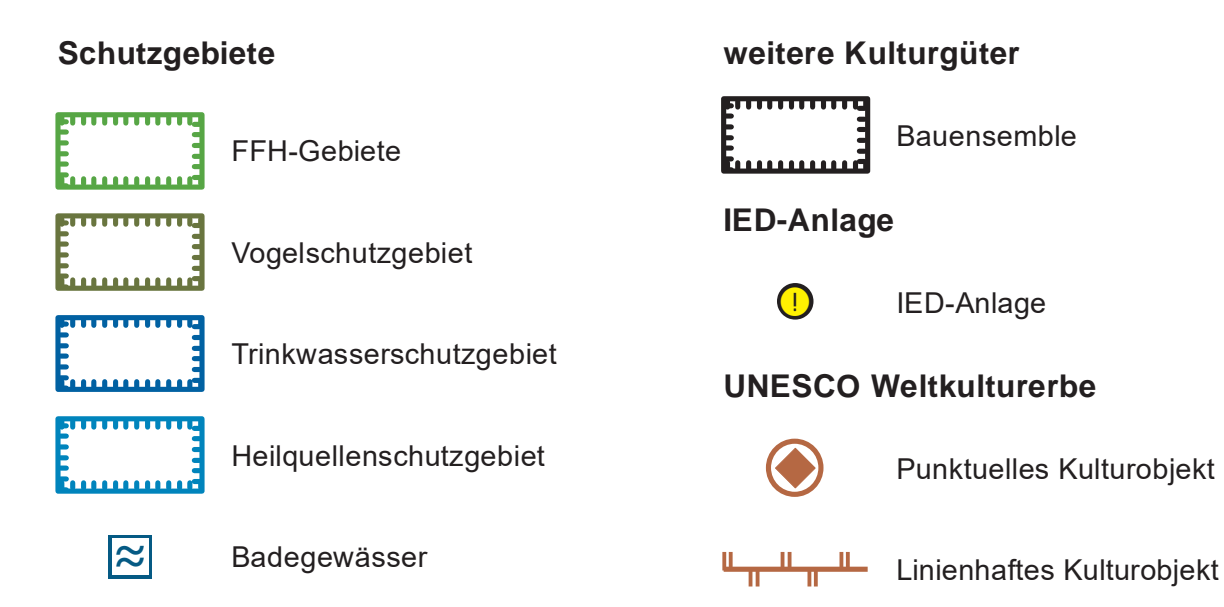 Schutzgebiete
FFH-Gebiete
Vogelschutzgebiet
Trinkwasserschutzgebiet
Heilquellenschutzgebiet
Badegewässer
weitere Kulturgüter
Bauensemble
IED-Anlage
!
IED-Anlage
UNESCO Weltkulturerbe
Punktuelles Kulturobjekt
Linienhaftes Kulturobjekt